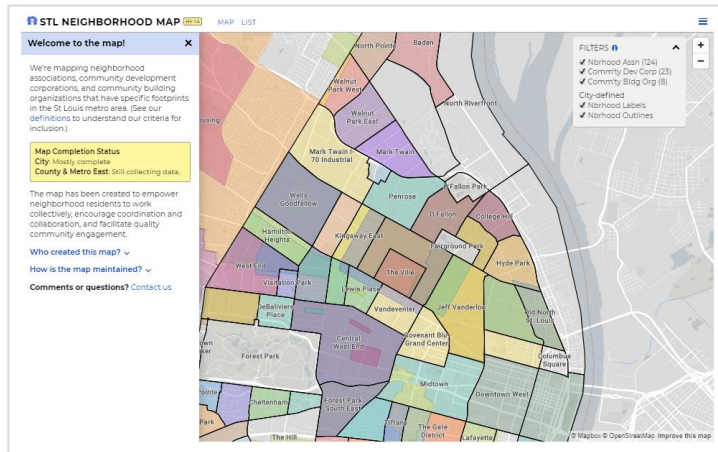 STL NEIGHBORHOOD MAP BETA
MAP LIST
Welcome to the map!
We're mapping neighborhood
associations, community development
corporations, and community building
organizations that have specific footprints
in the St Louis metro area. (See our
definitions to understand our criteria for
inclusion.)
Map Completion Status
City: Mostly complete
County & Metro East: Still collecting data.
The map has been created to empower
neighborhood residents to work
collectively, encourage coordination and
collaboration, and facilitate quality
community engagement.
Who created this map?
How is the map maintained?
Comments or questions? Contact us
FILTERS
Nbrhood Assn (124)
Comm'ty Dev Corp (23)
Comm'ty Bldg Org (8)
City-defined
Nbrhood Labels
Nbrhood Outlines
+
−
North Pointe
Baden
Walnut
Park West
North Riverfront
Walnut
Park East
ousing
Mark Twain I-
70 Industrial
Mark Twain
O'Fallon Park
Wells
Goodfellow
Penrose
O'Fallon
College Hill
Hamilton
Heights
Kingsway East
Fairground Park
Hyde Park
West End
The Ville
Visitation Park
Lewis Place
Vandeventer
Jeff Vanderlou
Old North
St. Louis
DeBaliviere
Place
Central
West End
Covenant Blu
Grand Center
Columbus
Square
Forest Park
Midtown
Downtown West
Pointe
Cheltenham
Forest Park
South East
Park
Tiffany
The Gate
District
Lafayette
The Hill
© Mapbox © OpenStreetMap Improve this map